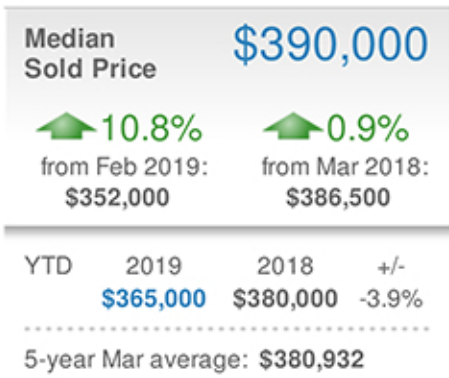 Median $390,000
Sold Price
10.8% 0.9%
from Feb 2019: from Mar 2018:
$352,000 $386,500
YTD 2019 2018 +/-
$365,000 $380,000 -3.9%
5-year Mar average: $380,932